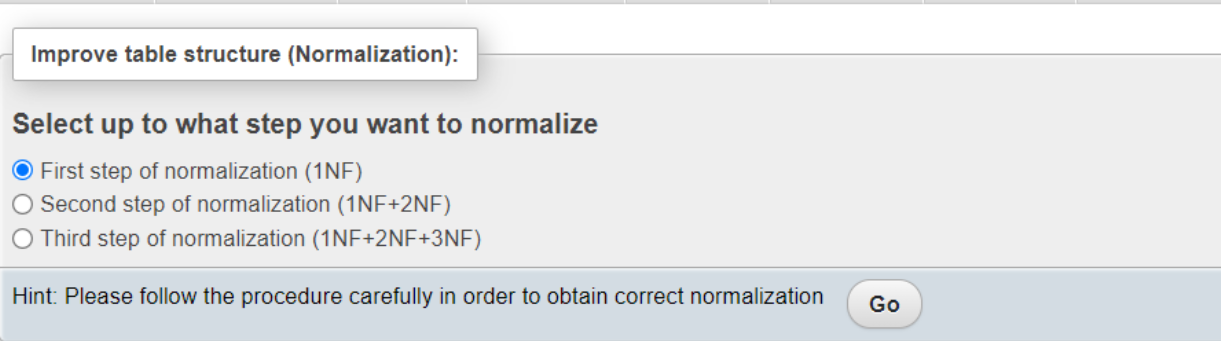 Improve table structure (Normalization):
Select up to what step you want to normalize
First step of normalization (1NF)
Second step of normalization (1NF+2NF)
Third step of normalization (1NF+2NF+3NF)
Hint: Please follow the procedure carefully in order to obtain correct normalization Go